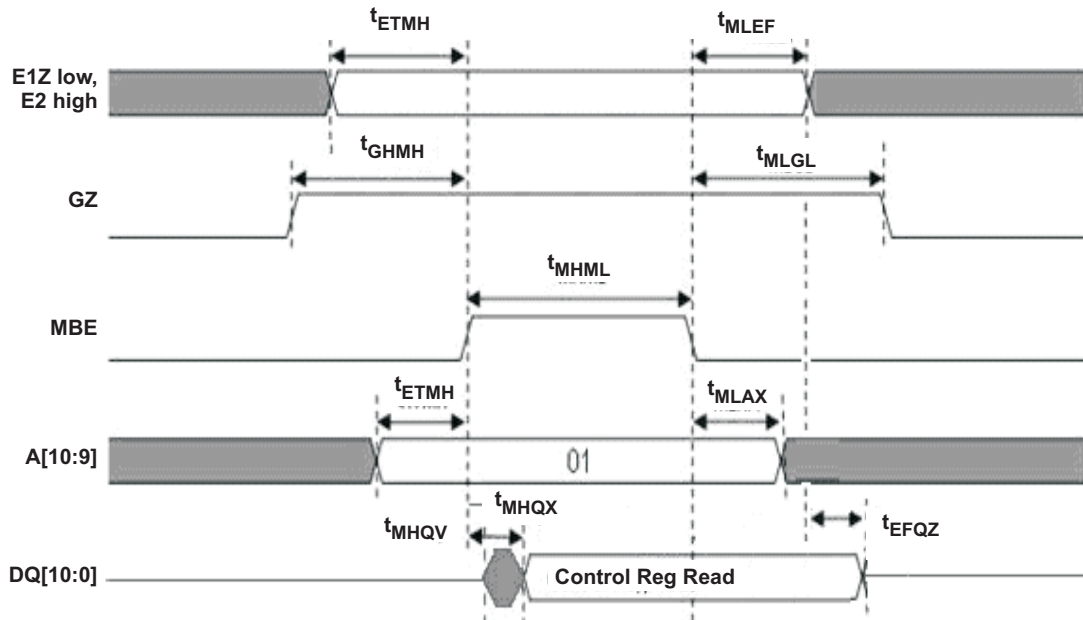 tETMH
tMLEF
E1Z low,
E2 high
tGHMH
tMLGL
GZ
tMHML
MBE
tETMH
tMLAX
A[10:9]
01
tMHQX
tMHQV
tEFQZ
DQ[10:0]
Control Reg Read